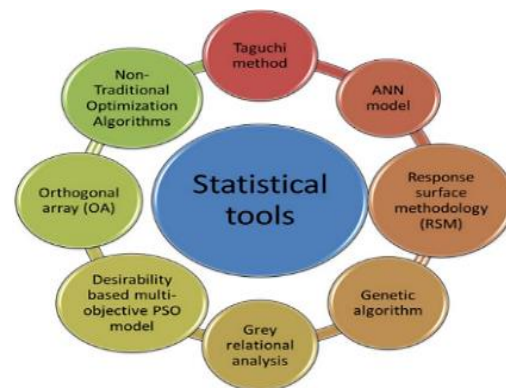 Taguchi
method
ANN
model
Response
surface
methodology
(RSM)
Genetic
algorithm
Grey
relational
analysis
Desirability
based multi-
objective PSO
model
Orthogonal
array (OA)
Non-
Traditional
Optimization
Algorithms
Statistical
tools